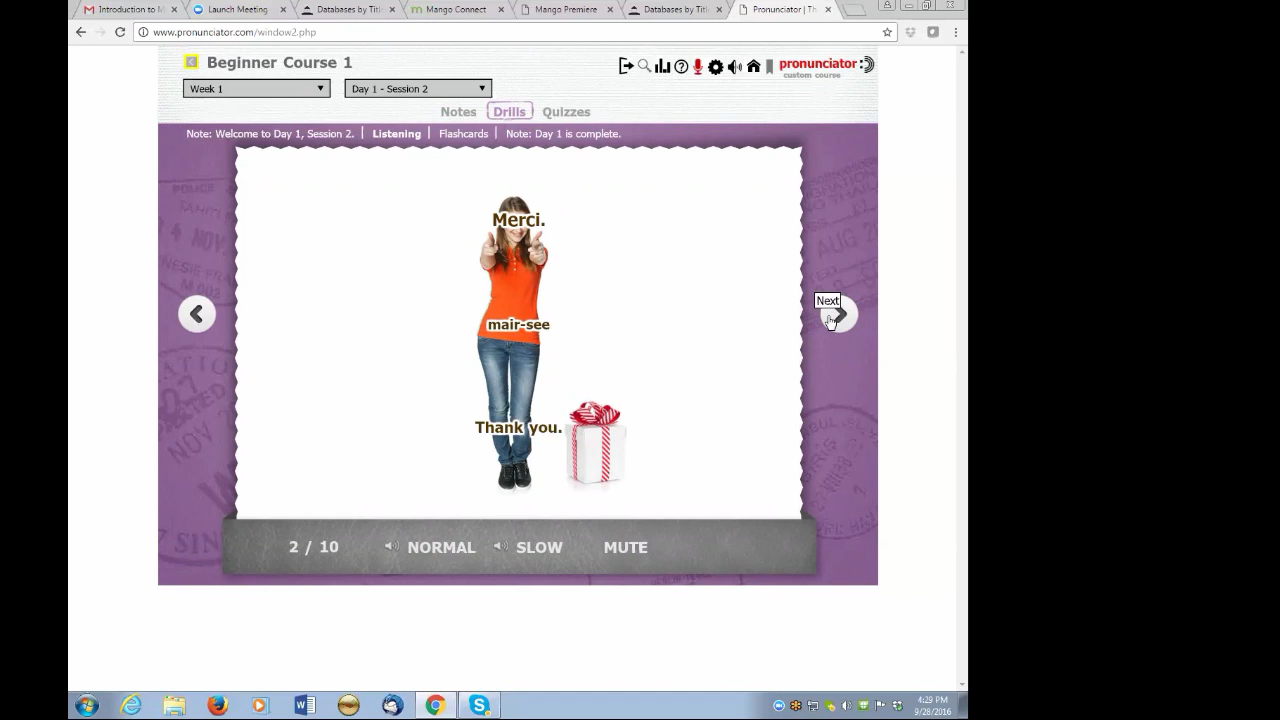 Introduction to M
Launch Meeting
Databases by Title
Mango Connect
Mango Premiere
Databases by Title
Pronunciator | Th
www.pronunciator.com/window2.php
Beginner Course 1
pronunciator
custom course
Week 1
Day 1 - Session 2
Notes
Drills
Quizzes
Note: Welcome to Day 1, Session 2. | Listening | Flashcards | Note: Day 1 is complete.
Merci.
Next
mair-see
Thank you.
2 / 10
NORMAL
SLOW
MUTE
4:29 PM
9/28/2016